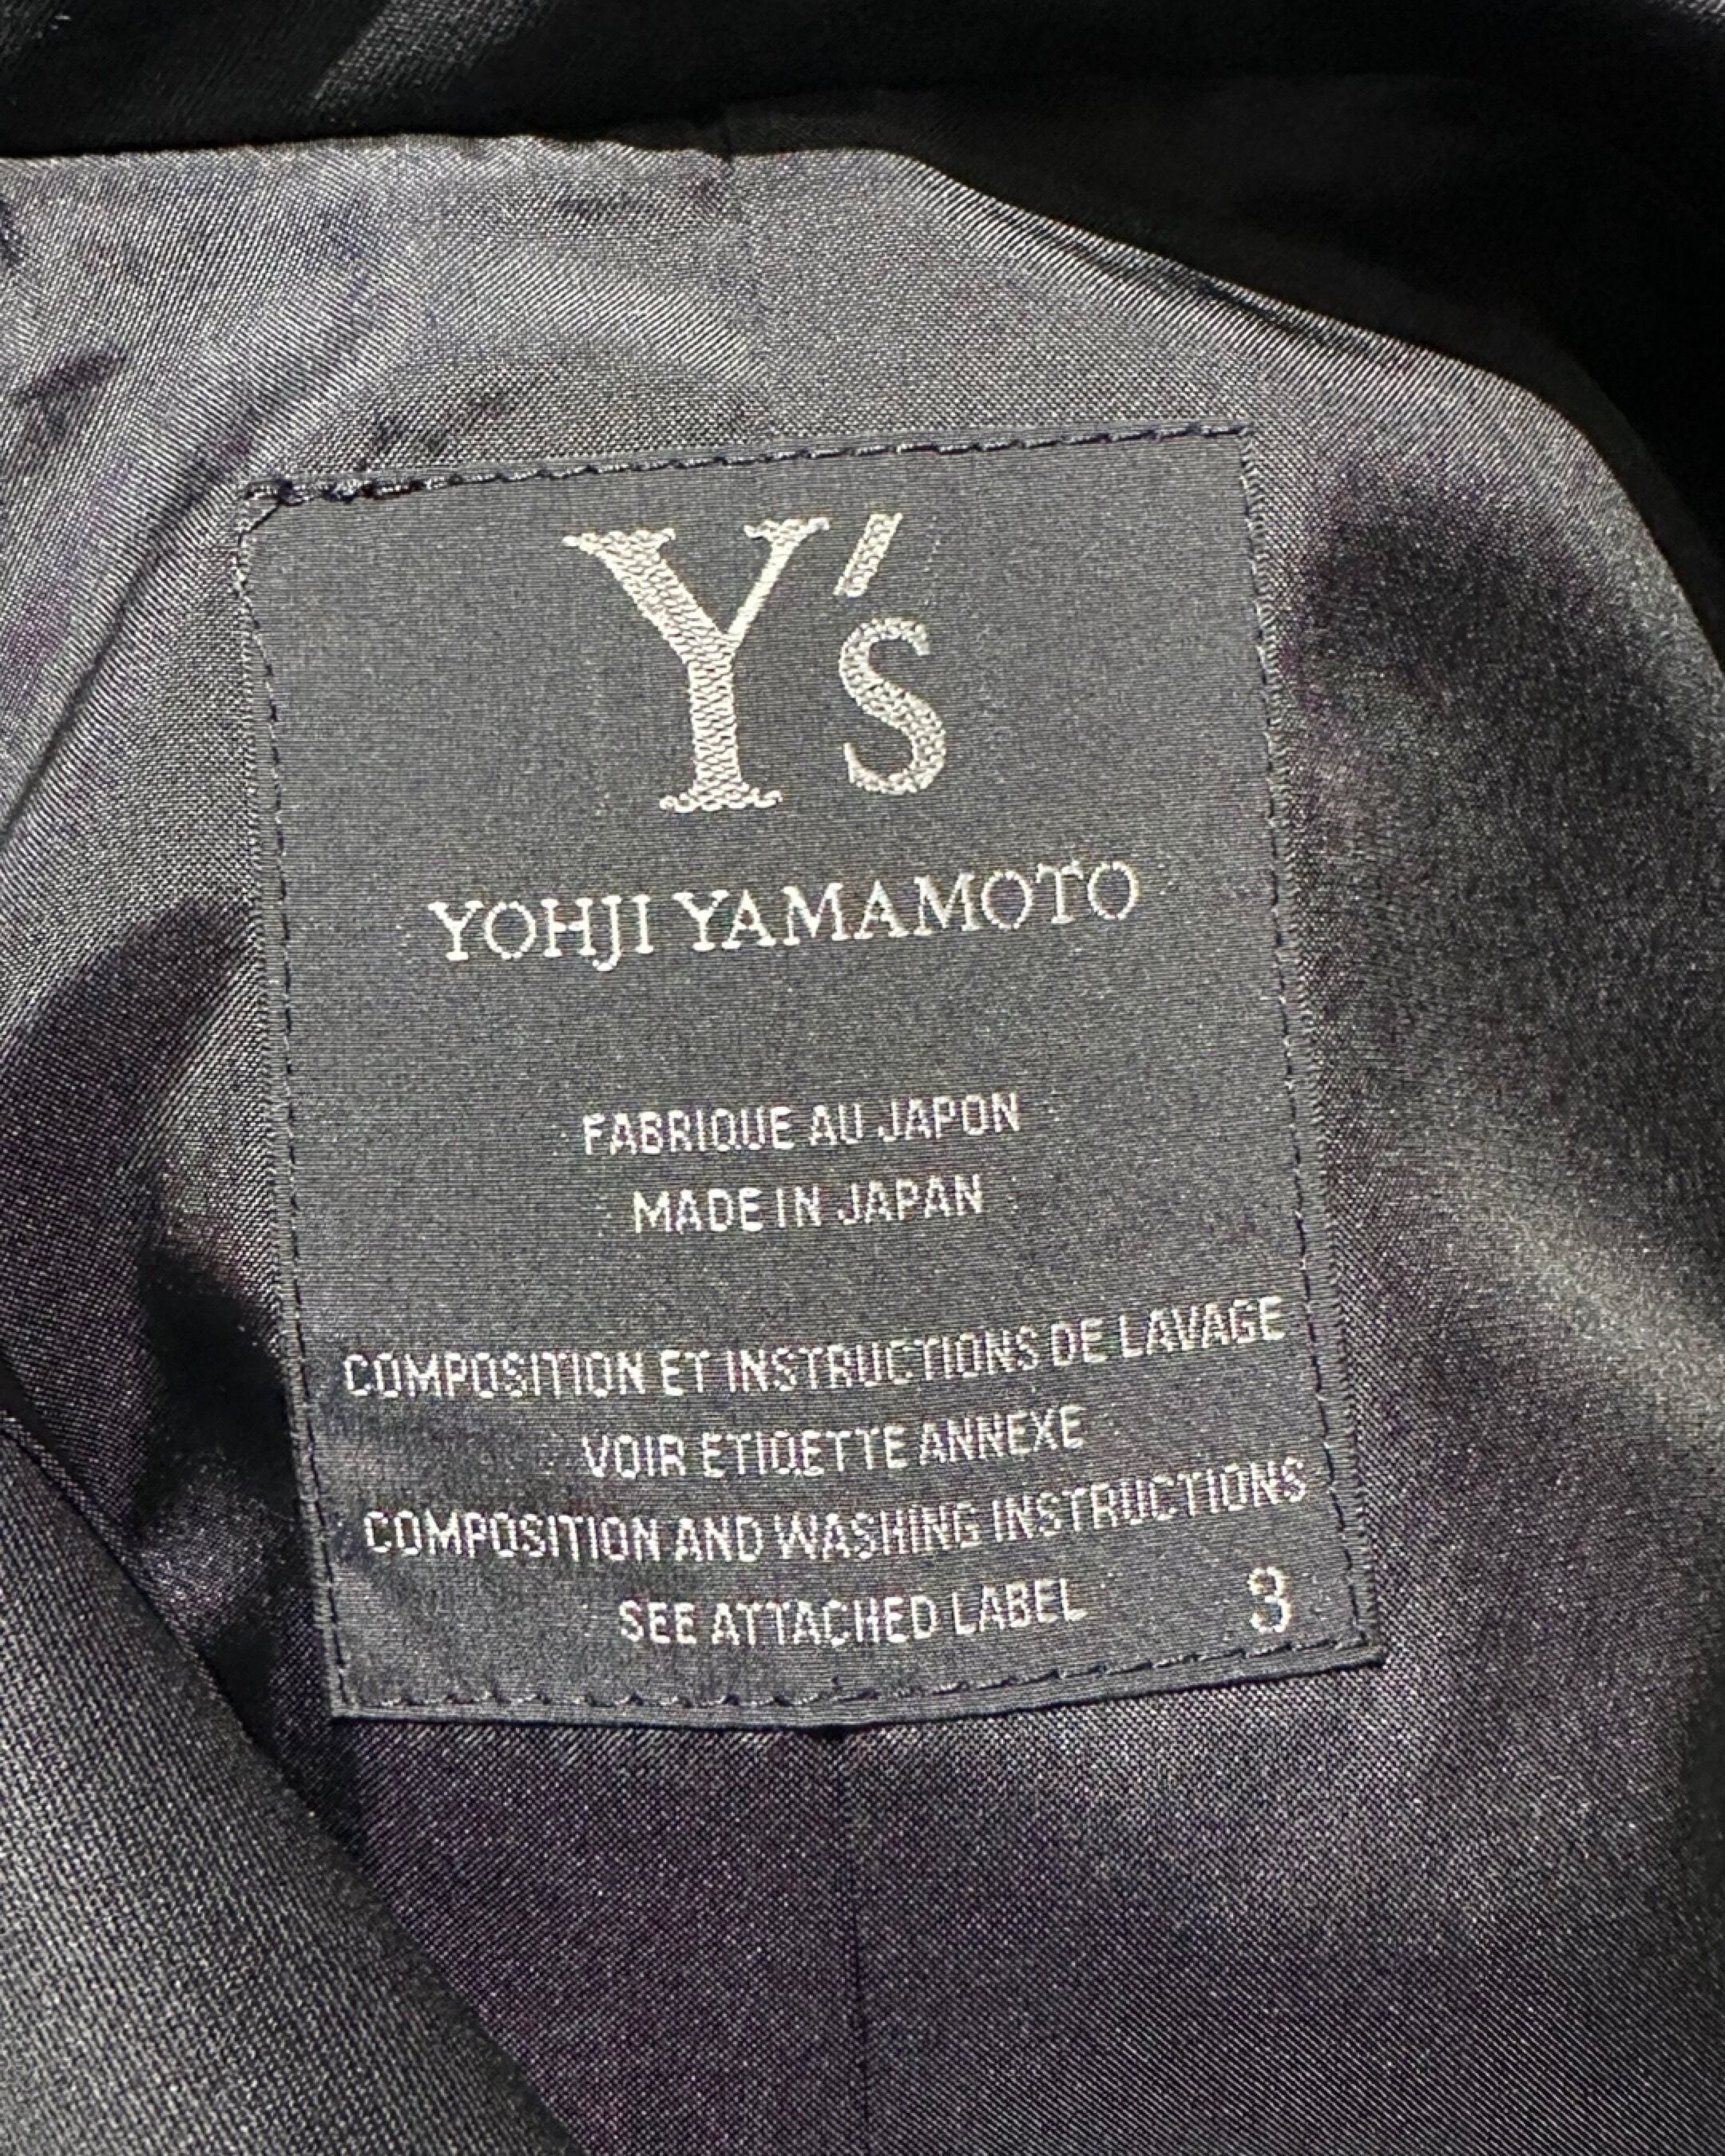 Y's
YOHJI YAMAMOTO
FABRIQUE AU JAPON
MADE IN JAPAN
COMPOSITION ET INSTRUCTIONS DE LAVAGE
VOIR ETIQETTE ANNEXE
COMPOSITION AND WASHING INSTRUCTIONS
SEE ATTACHED LABEL 3